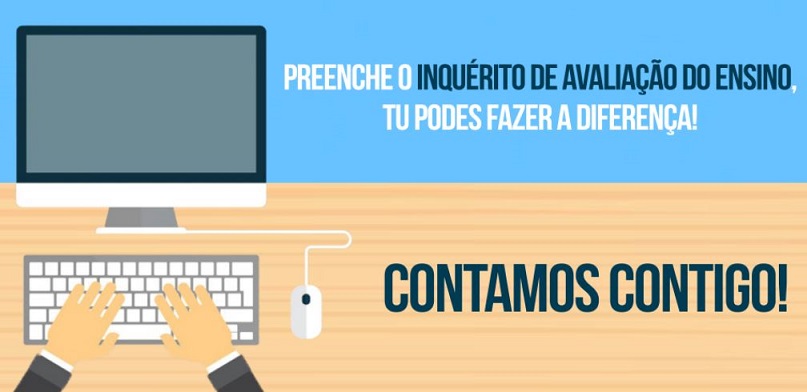 PREENCHE O INQUÉRITO DE AVALIAÇÃO DO ENSINO,
TU PODES FAZER A DIFERENÇA!
CONTAMOS CONTIGO!